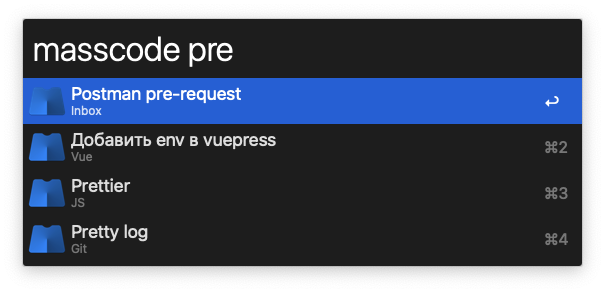 masscode pre
Postman pre-request
Inbox
↩
Добавить env в vuepress
Vue
⌘2
Prettier
JS
⌘3
Pretty log
Git
⌘4